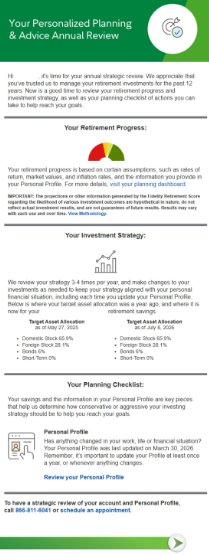 Your Personalized Planning
& Advice Annual Review
Hi , it's time for your annual strategic review. We appreciate that
you've trusted us to manage your retirement investments for the past 12
years. Now is a good time to review your retirement progress and
investment strategy, as well as your planning checklist of actions you can
take to help reach your goals.
Your Retirement Progress:
Your retirement progress is based on certain assumptions, such as rates of
return, market values, and inflation rates, and the information you provide in
your Personal Profile. For more details, visit your planning dashboard.
IMPORTANT: The projections or other information generated by the Fidelity Retirement Score
regarding the likelihood of various investment outcomes are hypothetical in nature, do not
reflect actual investment results, and are not guarantees of future results. Results may vary
with each use and over time. View Methodology.
Your Investment Strategy:
We review your strategy 3-4 times per year, and make changes to your
investments as needed to keep your strategy aligned with your personal
financial situation, including each time you update your Personal Profile.
Below is where your target asset allocation was a year ago, and where it is
now for your retirement savings.
Target Asset Allocation
as of May 27, 2025
Target Asset Allocation
as of July 6, 2026
• Domestic Stock 65.9%
• Foreign Stock 28.1%
• Bonds 6%
• Short-Term 0%
• Domestic Stock 65.9%
• Foreign Stock 28.1%
• Bonds 6%
• Short-Term 0%
Your Planning Checklist:
Your savings and the information in your Personal Profile are key pieces
that help us determine how conservative or aggressive your investing
strategy should be to help you reach your goals.
Personal Profile
Has anything changed in your work, life or financial situation?
Your Personal Profile was last updated on March 30, 2026.
Remember, it's important to update your Profile at least once
a year, or whenever anything changes.
Review your Personal Profile
To have a strategic review of your account and Personal Profile,
call 866-811-6041 or schedule an appointment.